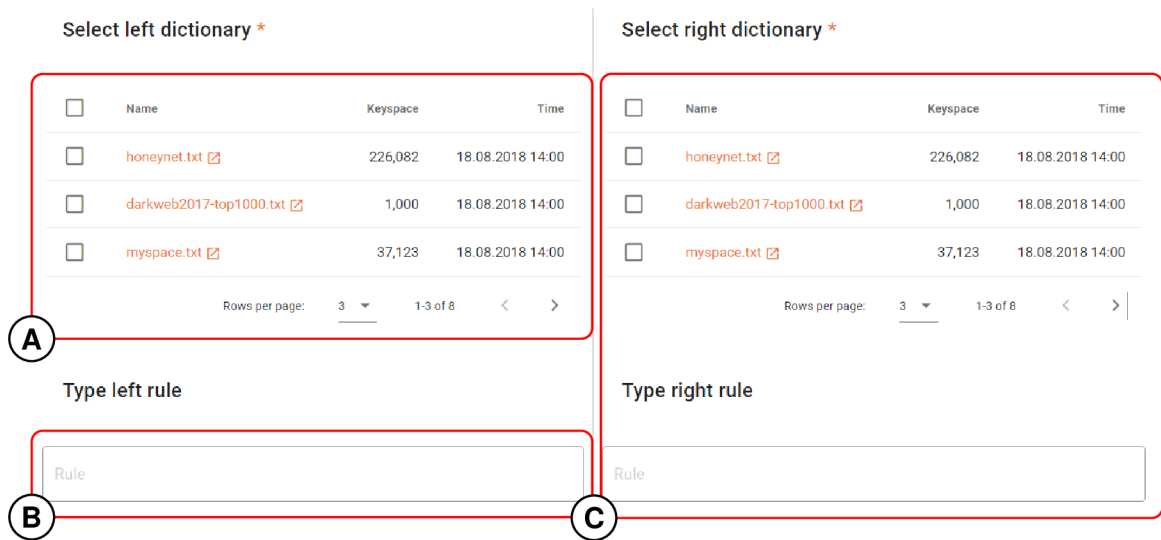 Select left dictionary *
Name Keyspace Time
honeynet.txt 226,082 18.08.2018 14:00
darkweb2017-top1000.txt 1,000 18.08.2018 14:00
myspace.txt 37,123 18.08.2018 14:00
Rows per page: 3 1-3 of 8
A
Type left rule
Rule
B
Select right dictionary *
Name Keyspace Time
honeynet.txt 226,082 18.08.2018 14:00
darkweb2017-top1000.txt 1,000 18.08.2018 14:00
myspace.txt 37,123 18.08.2018 14:00
Rows per page: 3 1-3 of 8
Type right rule
Rule
C